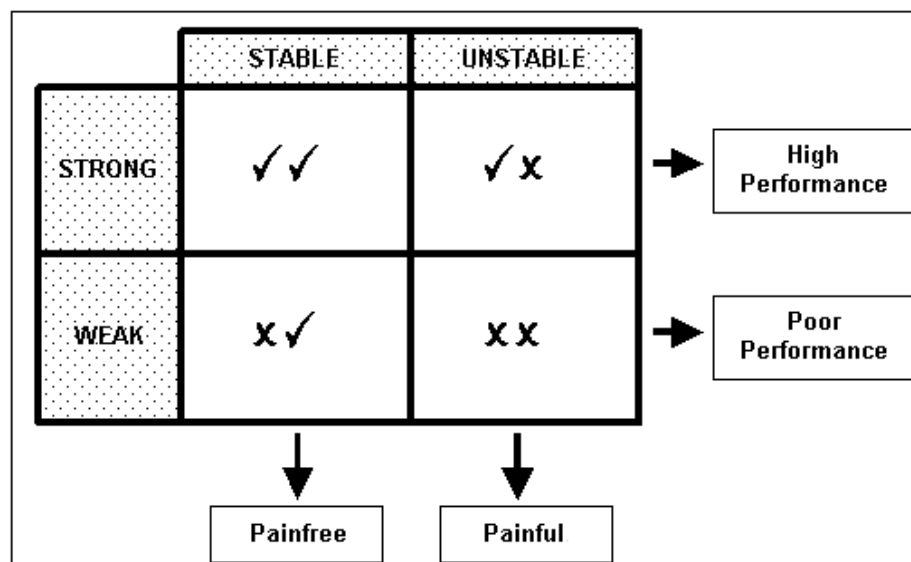 STABLE UNSTABLE
STRONG ✓✓ ✓x High
Performance
WEAK x✓ xx Poor
Performance
Painfree Painful